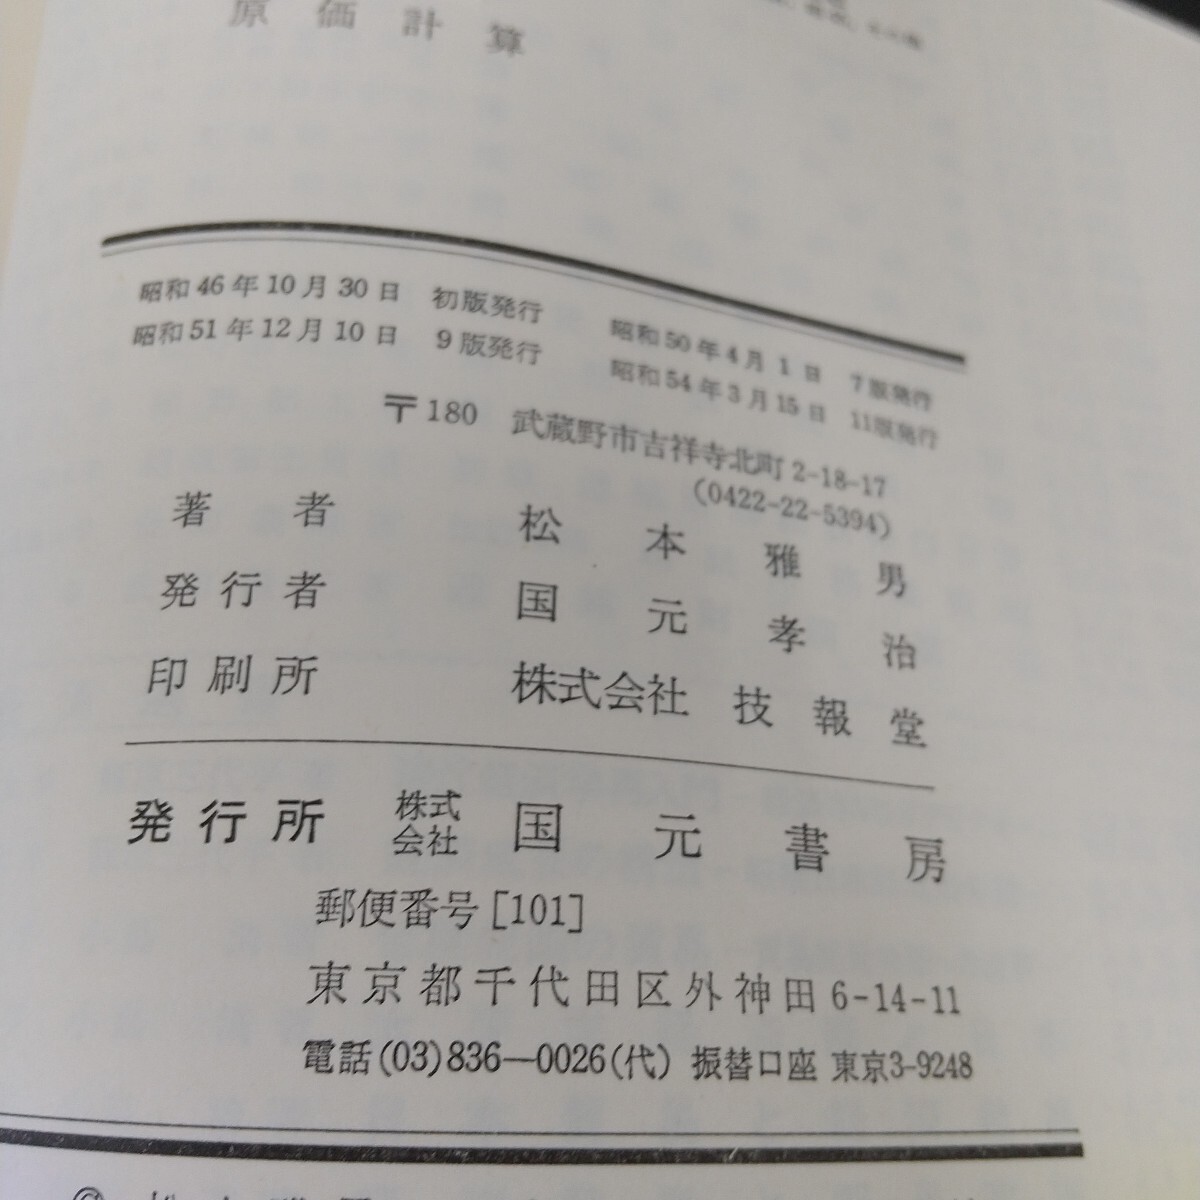 原価計算
昭和46年10月30日 初版発行 昭和50年4月1日 7版発行
昭和51年12月10日 9版発行 昭和54年3月15日 11版発行
〒180 武蔵野市吉祥寺北町2-18-17
(0422-22-5394)
著者 松本雅男
発行者 国元孝治
印刷所 株式会社 技報堂
発行所 株式会社 国元書房
郵便番号[101]
東京都千代田区外神田6-14-11
電話(03)836—0026(代) 振替口座 東京3-9248